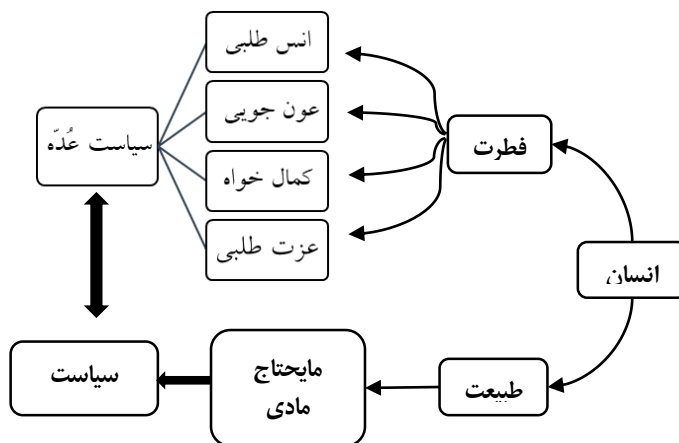 انس طلبی
عون جویی
سیاست عُدّه
فطرت
کمال خواه
عزت طلبی
انسان
مایحتاج
مادی
سیاست
طبیعت